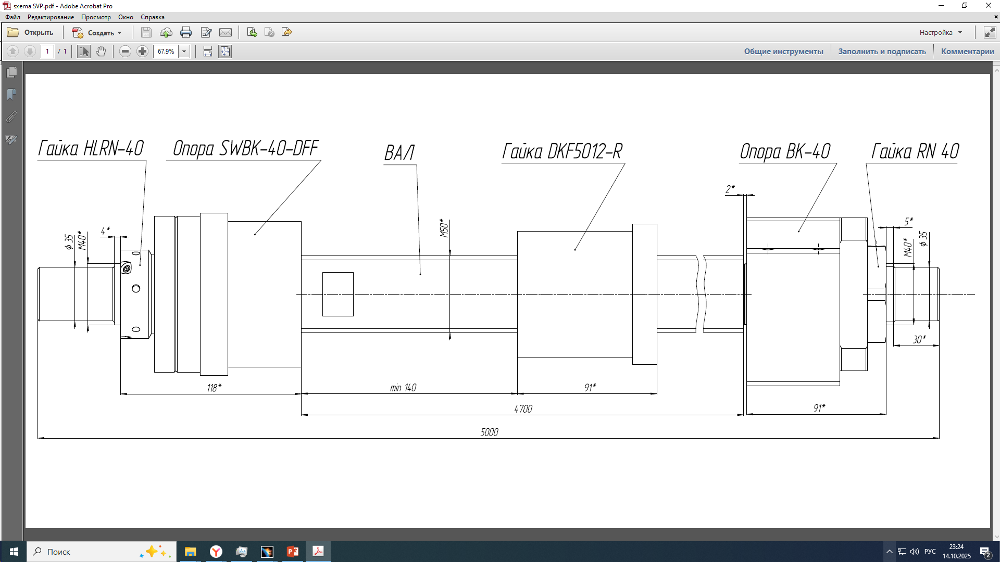 sxema SVP.pdf - Adobe Acrobat Pro
Файл Редактирование Просмотр Окно Справка
Открыть Создать Настройка
1 / 1 67.9% Общие инструменты Заполнить и подписать Комментарии
Гайка HLRN-40 Опора SWBK-40-DFF ВАЛ Гайка DKF5012-R Опора BK-40 Гайка RN 40
2*
ϕ 35 M40* 4* M50* 5* M40* ϕ 35
30*
118* min 140 91*
4700 91*
5000
Поиск РУС 23:24
14.10.2025 2